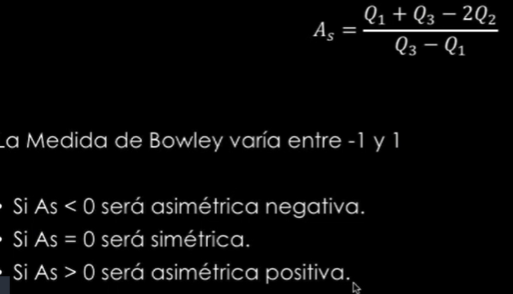 A_s = \frac{Q_1 + Q_3 - 2Q_2}{Q_3 - Q_1}
La Medida de Bowley varía entre -1 y 1
• Si As < 0 será asimétrica negativa.
• Si As = 0 será simétrica.
• Si As > 0 será asimétrica positiva.